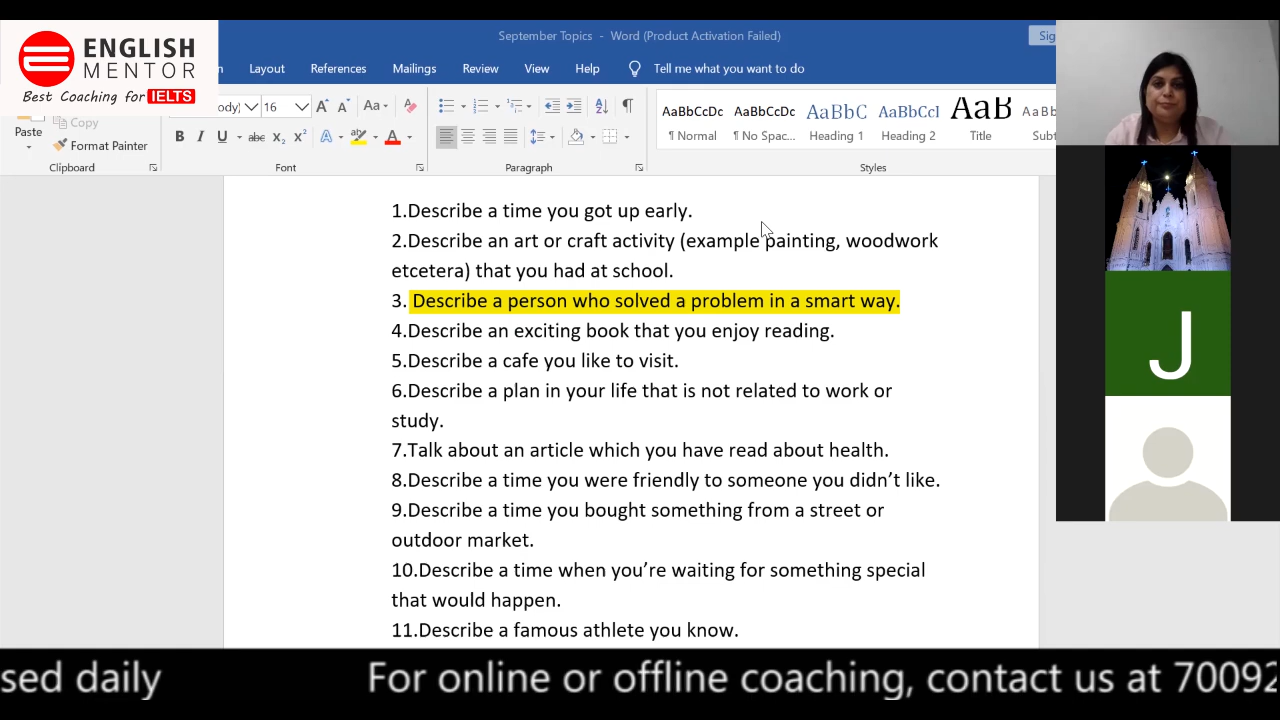 ENGLISH
MENTOR
Best Coaching for IELTS
September Topics - Word (Product Activation Failed)
Sig
Layout References Mailings Review View Help Tell me what you want to do
16 Aa
Paste
Copy
Format Painter
B I U abc X₂ X² A A
AaBbCcDc AaBbCcDc AaBbC AaBbCcI AaB
¶ Normal ¶ No Spac... Heading 1 Heading 2 Title Subt
Clipboard Font Paragraph Styles
1.Describe a time you got up early.
2.Describe an art or craft activity (example painting, woodwork
etcetera) that you had at school.
3. Describe a person who solved a problem in a smart way.
4.Describe an exciting book that you enjoy reading.
5.Describe a cafe you like to visit.
6.Describe a plan in your life that is not related to work or
study.
7.Talk about an article which you have read about health.
8.Describe a time you were friendly to someone you didn’t like.
9.Describe a time you bought something from a street or
outdoor market.
10.Describe a time when you’re waiting for something special
that would happen.
11.Describe a famous athlete you know.
J
sed daily For online or offline coaching, contact us at 70092